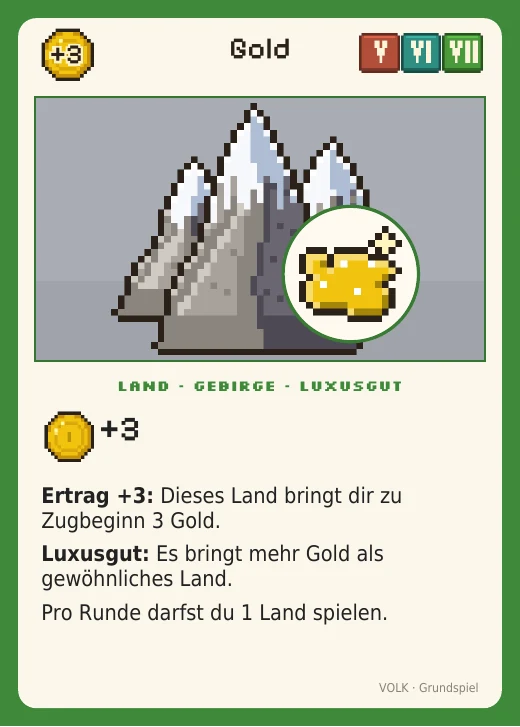 +3
Gold
V VI VII
LAND · GEBIRGE · LUXUSGUT
+3
Ertrag +3: Dieses Land bringt dir zu
Zugbeginn 3 Gold.
Luxusgut: Es bringt mehr Gold als
gewöhnliches Land.
Pro Runde darfst du 1 Land spielen.
VOLK · Grundspiel